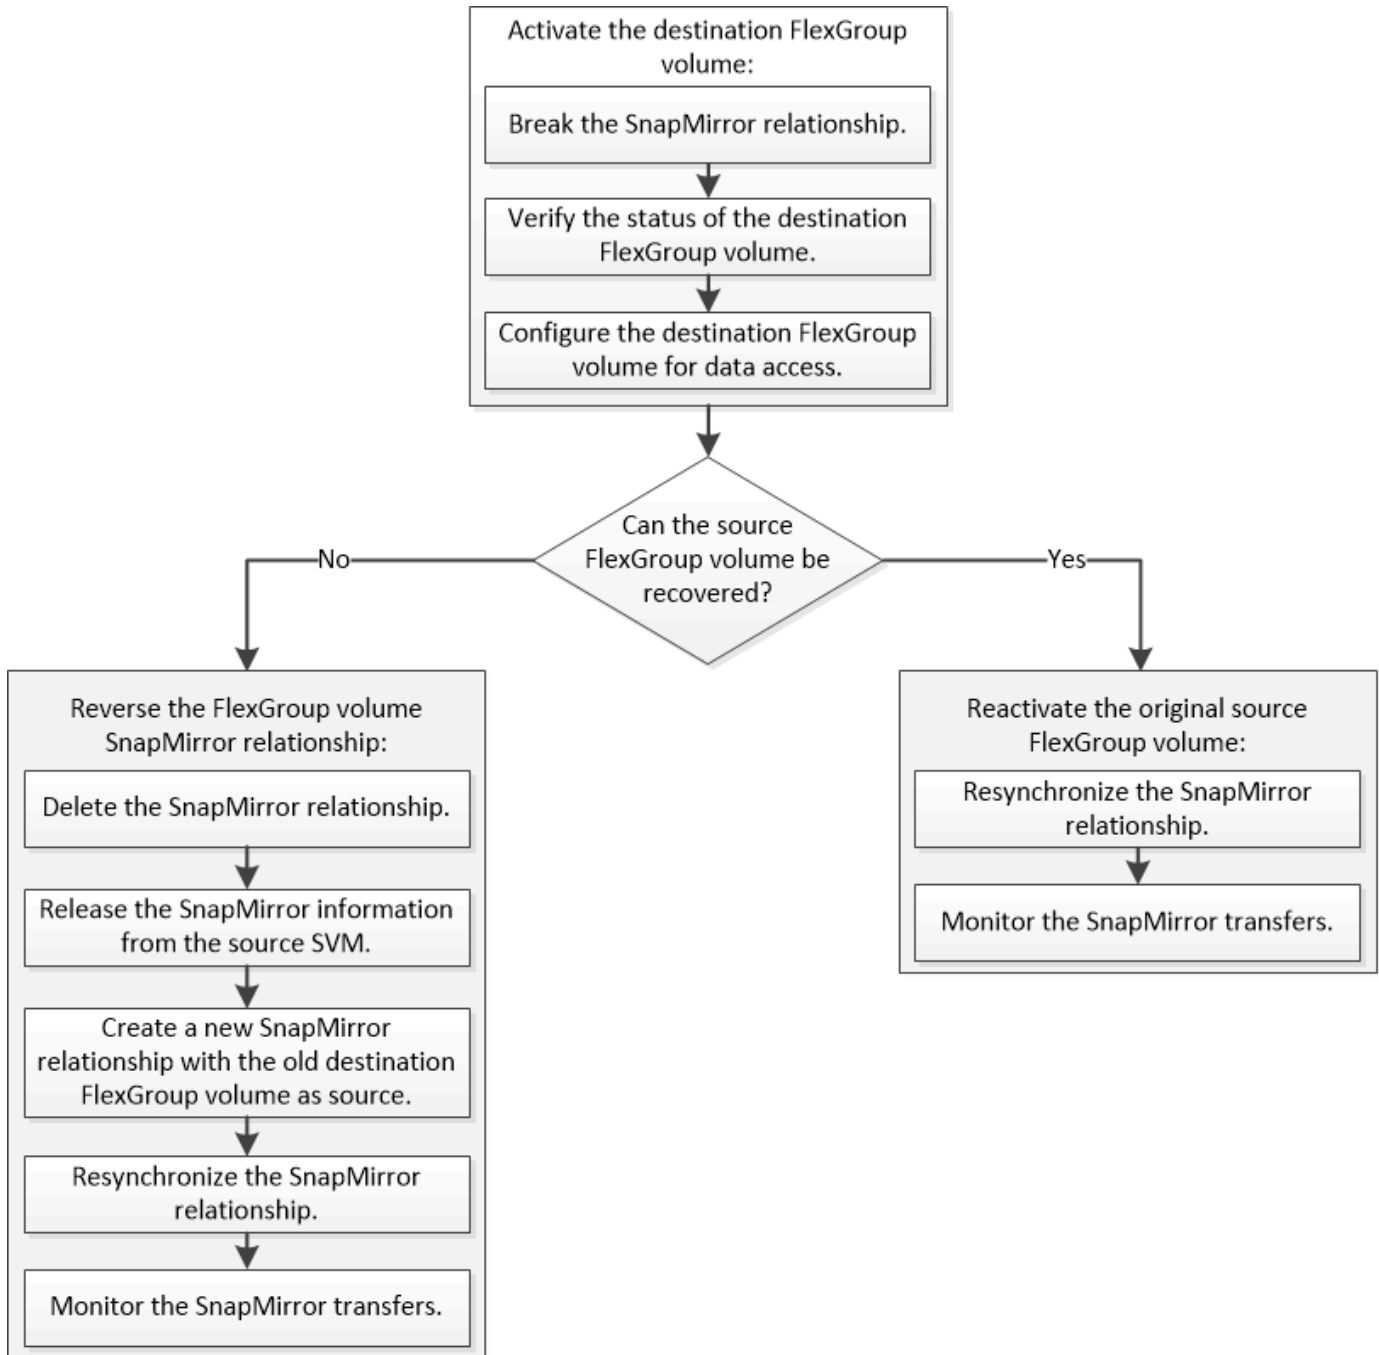 Activate the destination FlexGroup
volume:
Break the SnapMirror relationship.
Verify the status of the destination
FlexGroup volume.
Configure the destination FlexGroup
volume for data access.
Can the source
FlexGroup volume be
recovered?
No
Yes
Reverse the FlexGroup volume
SnapMirror relationship:
Delete the SnapMirror relationship.
Release the SnapMirror information
from the source SVM.
Create a new SnapMirror
relationship with the old destination
FlexGroup volume as source.
Resynchronize the SnapMirror
relationship.
Monitor the SnapMirror transfers.
Reactivate the original source
FlexGroup volume:
Resynchronize the SnapMirror
relationship.
Monitor the SnapMirror transfers.